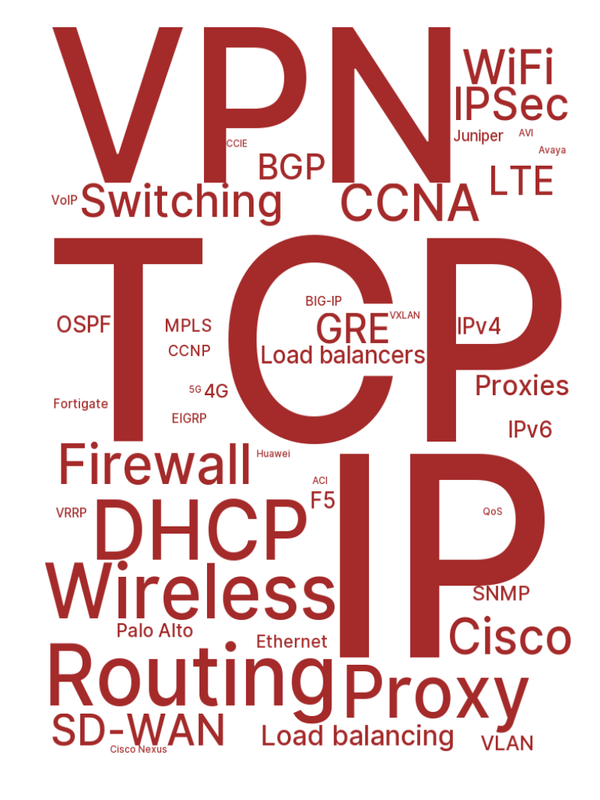 VPN
WiFi
IPSec
Juniper
AVI
CCIE
Avaya
BGP
LTE
VoIP
Switching
CCNA
TCP
BIG-IP
VXLAN
OSPF
MPLS
GRE
IPv4
CCNP
Load balancers
Proxies
5G
4G
Fortigate
EIGRP
IPv6
Firewall
Huawei
IP
ACI
F5
VRRP
DHCP
QoS
Wireless
SNMP
Palo Alto
Ethernet
Cisco
Routing
Proxy
SD-WAN
Cisco Nexus
Load balancing
VLAN